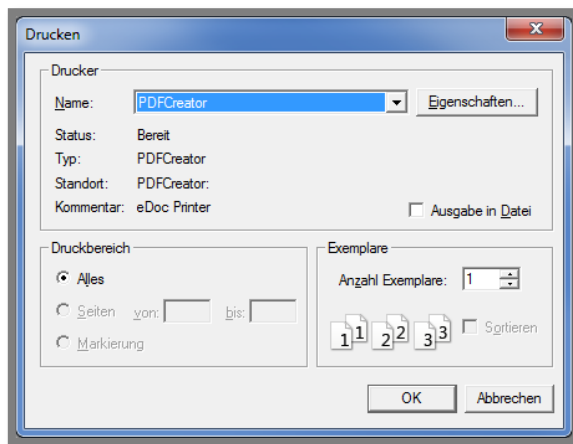 Drucken
Drucker
Name: PDFCreator Eigenschaften...
Status: Bereit
Typ: PDFCreator
Standort: PDFCreator:
Kommentar: eDoc Printer Ausgabe in Datei
Druckbereich
Alles
Seiten von: bis:
Markierung
Exemplare
Anzahl Exemplare: 1
1 1 2 2 3 3 Sortieren
OK Abbrechen